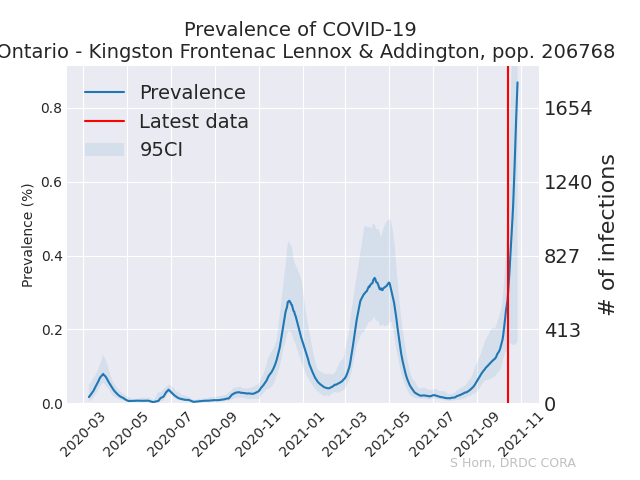 Prevalence of COVID-19
Ontario - Kingston Frontenac Lennox & Addington, pop. 206768
Prevalence
Latest data
95CI
Prevalence (%)
0.8
0.6
0.4
0.2
0.0
1654
1240
827
413
0
# of infections
2020-03
2020-05
2020-07
2020-09
2020-11
2021-01
2021-03
2021-05
2021-07
2021-09
2021-11
S Horn, DRDC CORA